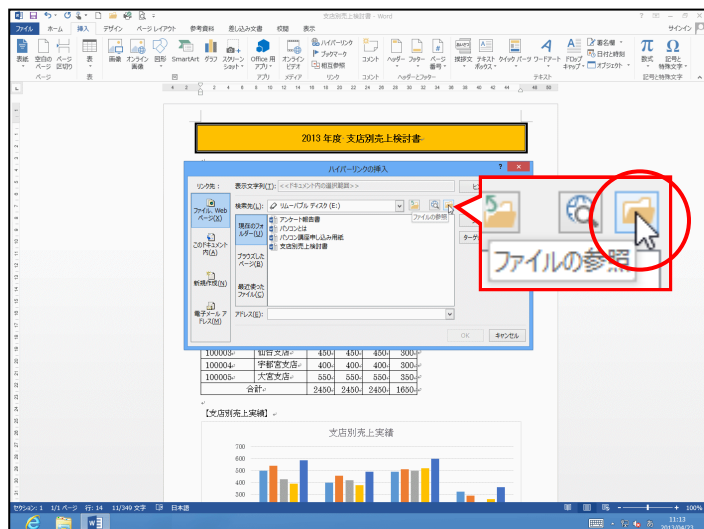 支店別売上検討書 - Word
サインイン
ファイル ホーム 挿入 デザイン ページ レイアウト 参考資料 差し込み文書 校閲 表示
表紙 空白のページ ページ区切り 表 画像 オンライン画像 図形 SmartArt グラフ スクリーンショット Office 用アプリ オンラインビデオ
ハイパーリンク
ブックマーク
相互参照
コメント ヘッダー フッター ページ番号 挨拶文 テキストボックス クイック パーツ ワードアート ドロップキャップ
署名欄
日付と時刻
オブジェクト
数式 記号と特殊文字
ページ 表 図 アプリ メディア リンク コメント ヘッダーとフッター テキスト 記号と特殊文字
2013 年度 支店別売上検討書
ハイパーリンクの挿入
リンク先: 表示文字列(T): <<ドキュメント内の選択範囲>>
ファイル、Web ページ(X)
検索先(L): リムーバブル ディスク (E:)
ファイルの参照
現在のフォルダー(U)
アンケート報告書
パソコンとは
パソコン講座申し込み用紙
支店別売上検討書
このドキュメント内(A)
ブラウズしたページ(B)
新規作成(N)
最近使ったファイル(C)
電子メール アドレス(M)
アドレス(E):
OK キャンセル
ファイルの参照
100003 仙台支店 450 450 450 300
100004 宇都宮支店 400 400 400 300
100005 大宮支店 550 550 550 350
合計 2450 2450 2450 1650
【支店別売上実績】
支店別売上実績
700
600
500
400
300
セクション: 1 1/1 ページ 行: 14 11/349 文字 日本語
100%
11:13
2013/04/23